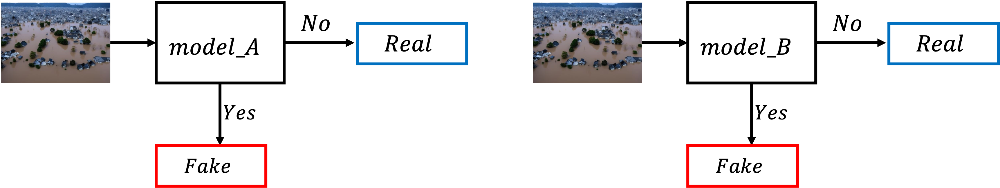 No
model_A
Real
Yes
Fake
No
model_B
Real
Yes
Fake